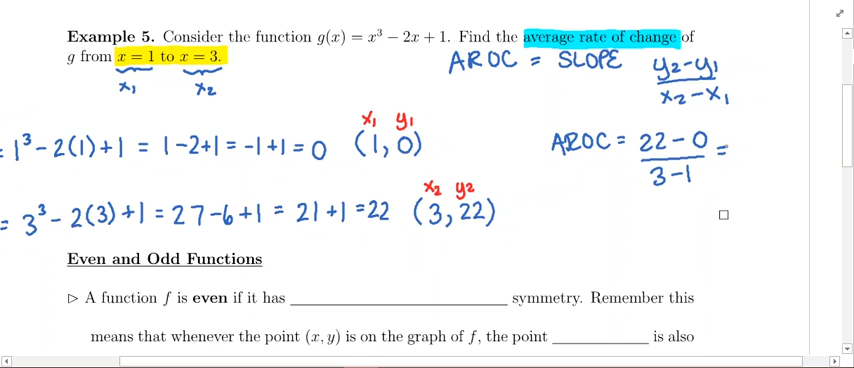 Example 5. Consider the function g(x) = x³ − 2x + 1. Find the average rate of change of
g from x = 1 to x = 3.
AROC = SLOPE y₂-y₁ / x₂-x₁
x₁ x₂
x₁ y₁
= 1³ - 2(1) + 1 = 1 - 2 + 1 = -1 + 1 = 0 (1, 0)
AROC = 22 - 0 / 3 - 1 =
x₂ y₂
= 3³ - 2(3) + 1 = 27 - 6 + 1 = 21 + 1 = 22 (3, 22)
□
Even and Odd Functions
▷ A function f is even if it has ____________ symmetry. Remember this
means that whenever the point (x, y) is on the graph of f, the point ____________ is also